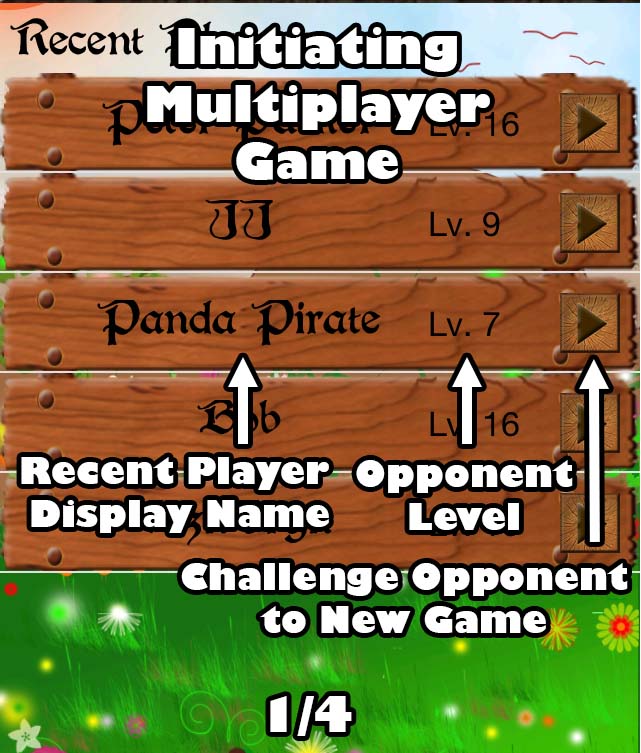 Recent
Initiating
Multiplayer
Game
Lv. 16
JJ
Lv. 9
Panda Pirate
Lv. 7
Bob
Lv. 16
Recent Player
Display Name
Opponent
Level
Challenge Opponent
to New Game
1/4